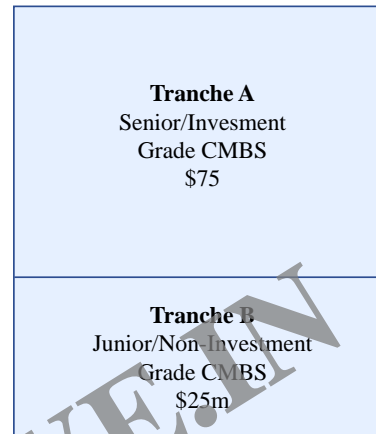 Tranche A
Senior/Invesment
Grade CMBS
$75
Tranche B
Junior/Non-Investment
Grade CMBS
$25m